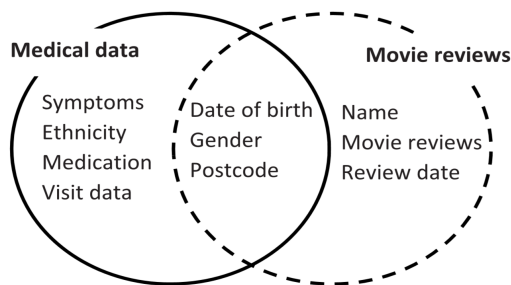 Medical data
Movie reviews
Symptoms
Ethnicity
Medication
Visit data
Date of birth
Gender
Postcode
Name
Movie reviews
Review date